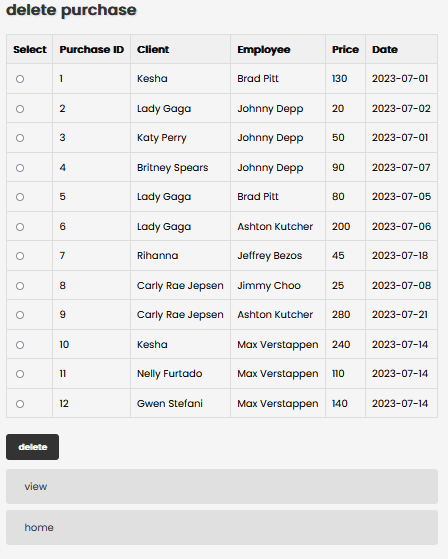 delete purchase
Select Purchase ID Client Employee Price Date
1 Kesha Brad Pitt 130 2023-07-01
2 Lady Gaga Johnny Depp 20 2023-07-02
3 Katy Perry Johnny Depp 50 2023-07-01
4 Britney Spears Johnny Depp 90 2023-07-07
5 Lady Gaga Brad Pitt 80 2023-07-05
6 Lady Gaga Ashton Kutcher 200 2023-07-06
7 Rihanna Jeffrey Bezos 45 2023-07-18
8 Carly Rae Jepsen Jimmy Choo 25 2023-07-08
9 Carly Rae Jepsen Ashton Kutcher 280 2023-07-21
10 Kesha Max Verstappen 240 2023-07-14
11 Nelly Furtado Max Verstappen 110 2023-07-14
12 Gwen Stefani Max Verstappen 140 2023-07-14
delete
view
home